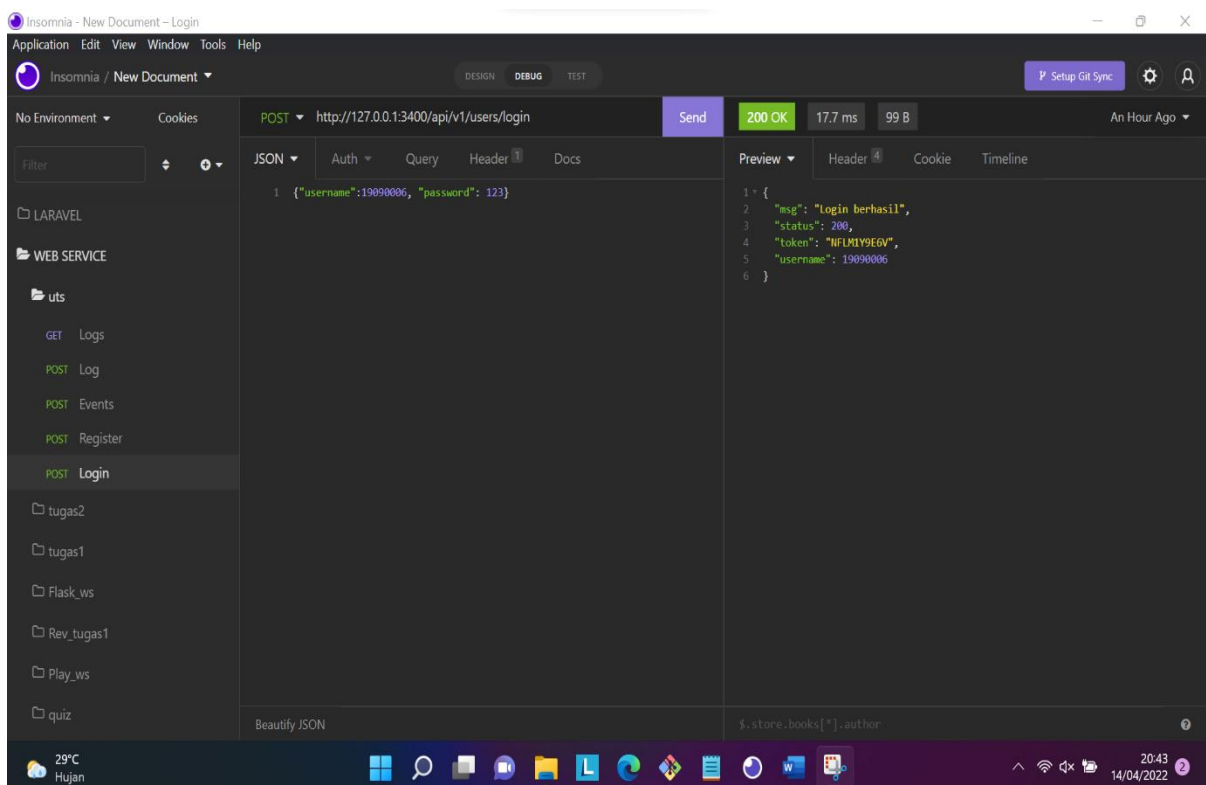 Insomnia - New Document – Login
Application Edit View Window Tools Help
Insomnia / New Document
DESIGN DEBUG TEST
Setup Git Sync
No Environment
Cookies
POST http://127.0.0.1:3400/api/v1/users/login
Send
200 OK 17.7 ms 99 B
An Hour Ago
Filter
JSON Auth Query Header 1 Docs
Preview Header 4 Cookie Timeline
1 {"username":19090006, "password": 123}
1 {
2 "msg": "Login berhasil",
3 "status": 200,
4 "token": "NFLM1Y9E6V",
5 "username": 19090006
6 }
LARAVEL
WEB SERVICE
uts
GET Logs
POST Log
POST Events
POST Register
POST Login
tugas2
tugas1
Flask_ws
Rev_tugas1
Play_ws
quiz
Beautify JSON
$.store.books[*].author
29°C
Hujan
20:43
14/04/2022
2